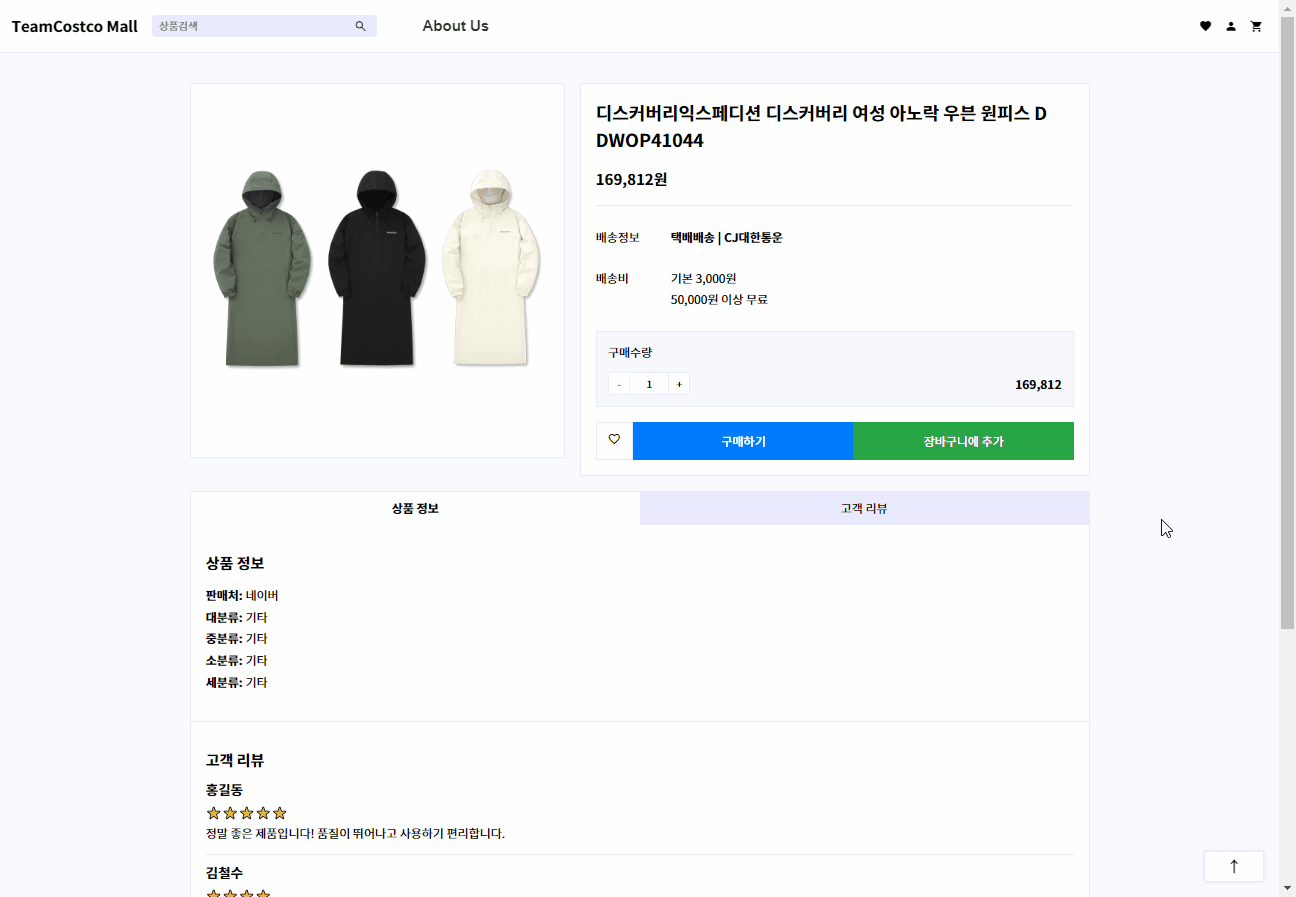 TeamCostco Mall
상품검색
About Us
디스커버리익스페디션 디스커버리 여성 아노락 우븐 원피스 D
DWOP41044
169,812원
배송정보 택배배송 | CJ대한통운
배송비 기본 3,000원
50,000원 이상 무료
구매수량
- 1 + 169,812
구매하기 장바구니에 추가
상품 정보 고객 리뷰
상품 정보
판매처: 네이버
대분류: 기타
중분류: 기타
소분류: 기타
세분류: 기타
고객 리뷰
홍길동
정말 좋은 제품입니다! 품질이 뛰어나고 사용하기 편리합니다.
김철수